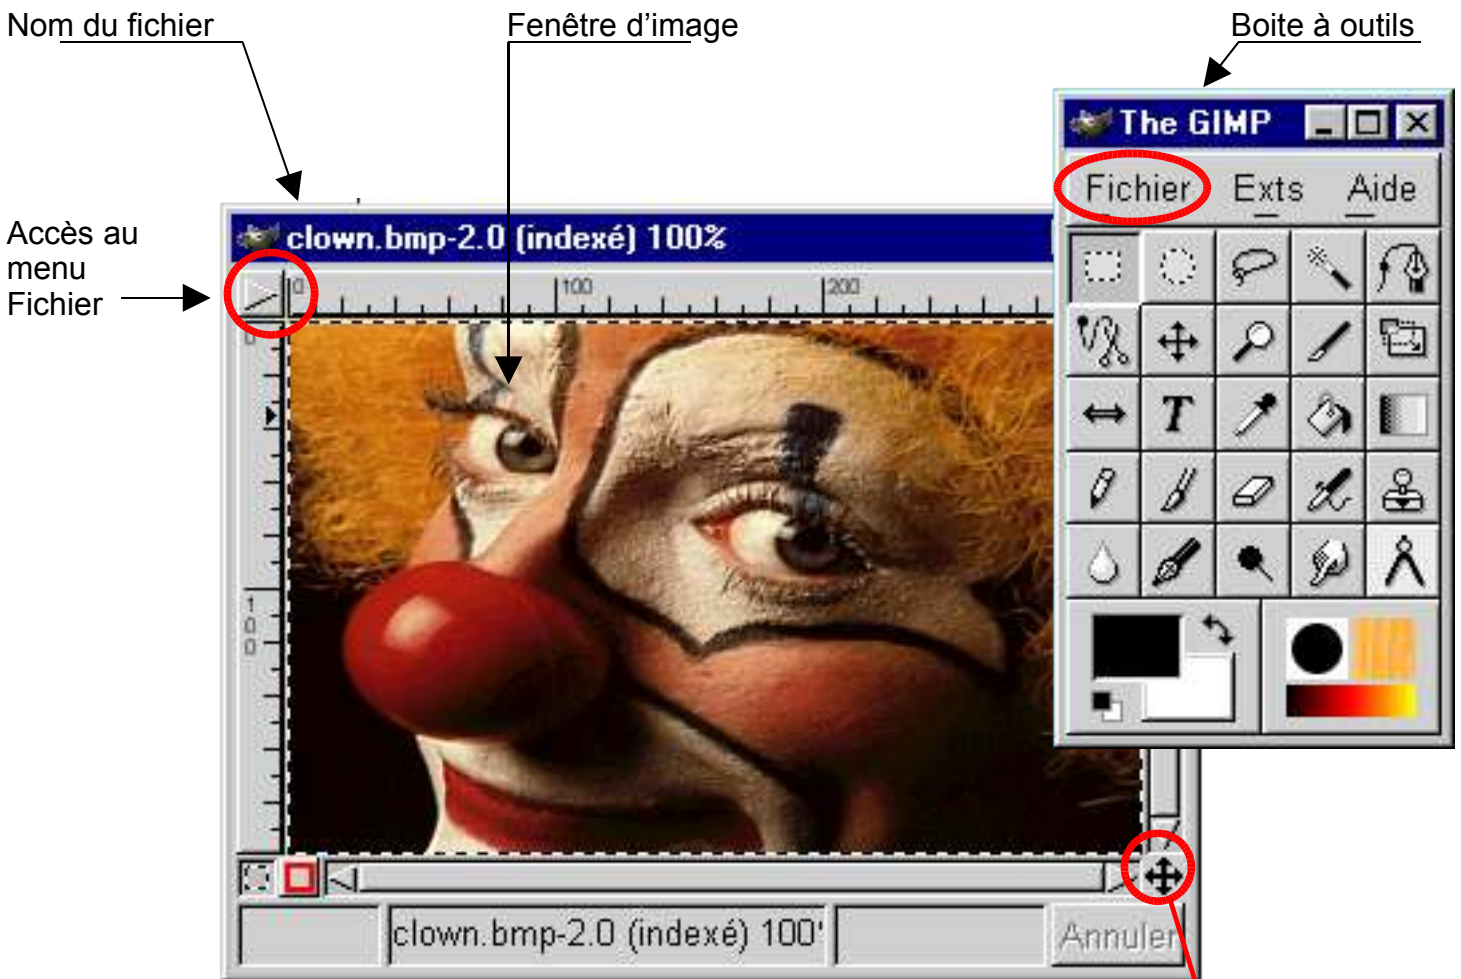 Nom du fichier
Fenêtre d’image
Boite à outils
The GIMP
Fichier Exts Aide
Accès au
menu
Fichier
clown.bmp-2.0 (indexé) 100%
0 100 200
0
100
T
clown.bmp-2.0 (indexé) 100%
Annuler